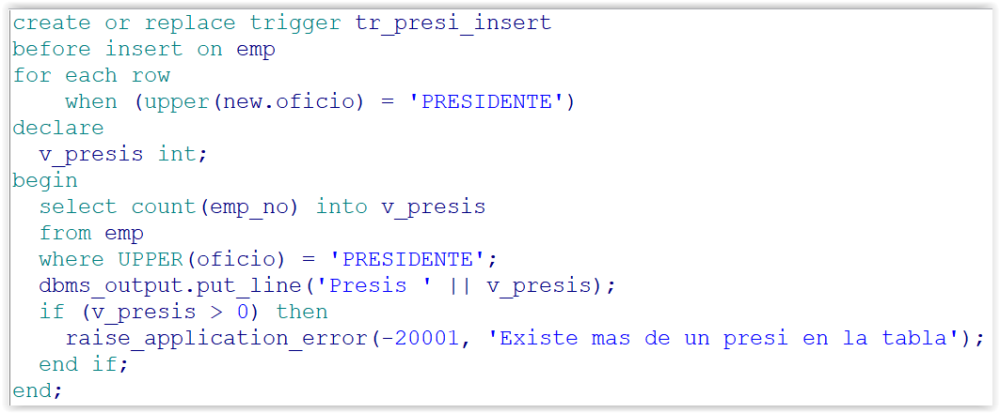 create or replace trigger tr_presi_insert
before insert on emp
for each row
    when (upper(new.oficio) = 'PRESIDENTE')
declare
  v_presis int;
begin
  select count(emp_no) into v_presis
  from emp
  where UPPER(oficio) = 'PRESIDENTE';
  dbms_output.put_line('Presis ' || v_presis);
  if (v_presis > 0) then
    raise_application_error(-20001, 'Existe mas de un presi en la tabla');
  end if;
end;